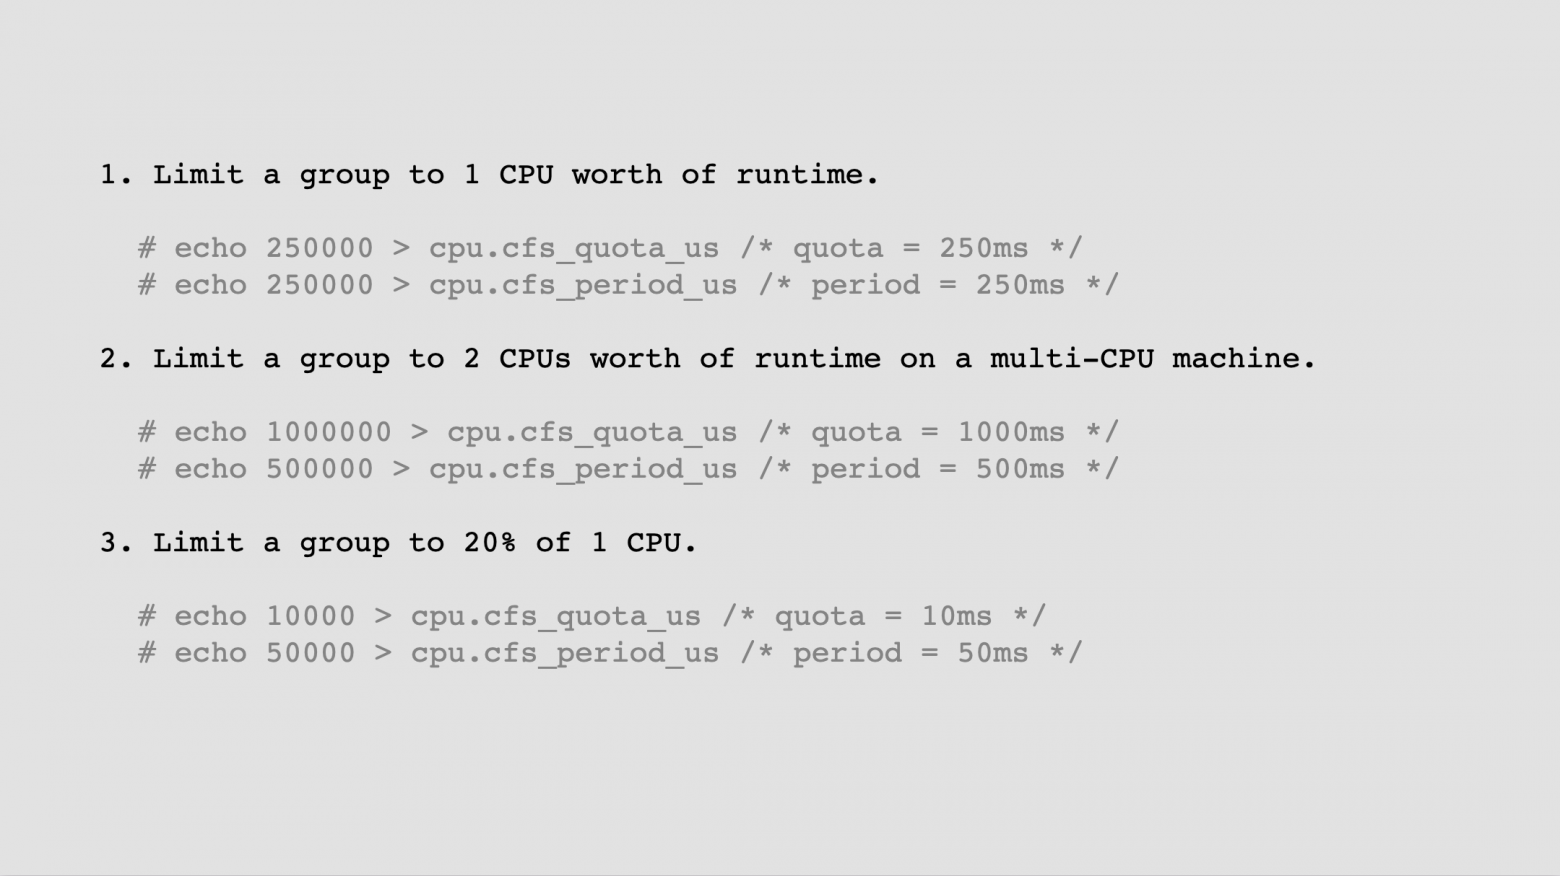 1. Limit a group to 1 CPU worth of runtime.
# echo 250000 > cpu.cfs_quota_us /* quota = 250ms */
# echo 250000 > cpu.cfs_period_us /* period = 250ms */
2. Limit a group to 2 CPUs worth of runtime on a multi-CPU machine.
# echo 1000000 > cpu.cfs_quota_us /* quota = 1000ms */
# echo 500000 > cpu.cfs_period_us /* period = 500ms */
3. Limit a group to 20% of 1 CPU.
# echo 10000 > cpu.cfs_quota_us /* quota = 10ms */
# echo 50000 > cpu.cfs_period_us /* period = 50ms */